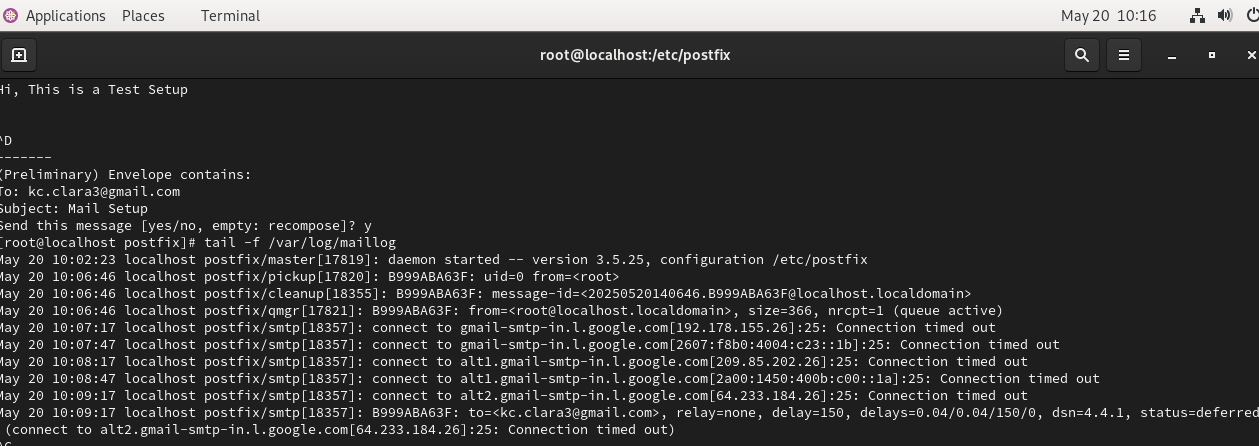 Applications Places Terminal May 20 10:16
root@localhost:/etc/postfix
Hi, This is a Test Setup
^D
-------
(Preliminary) Envelope contains:
To: kc.clara3@gmail.com
Subject: Mail Setup
Send this message [yes/no, empty: recompose]? y
[root@localhost postfix]# tail -f /var/log/maillog
May 20 10:02:23 localhost postfix/master[17819]: daemon started -- version 3.5.25, configuration /etc/postfix
May 20 10:06:46 localhost postfix/pickup[17820]: B999ABA63F: uid=0 from=<root>
May 20 10:06:46 localhost postfix/cleanup[18355]: B999ABA63F: message-id=<20250520140646.B999ABA63F@localhost.localdomain>
May 20 10:06:46 localhost postfix/qmgr[17821]: B999ABA63F: from=<root@localhost.localdomain>, size=366, nrcpt=1 (queue active)
May 20 10:07:17 localhost postfix/smtp[18357]: connect to gmail-smtp-in.l.google.com[192.178.155.26]:25: Connection timed out
May 20 10:07:47 localhost postfix/smtp[18357]: connect to gmail-smtp-in.l.google.com[2607:f8b0:4004:c23::1b]:25: Connection timed out
May 20 10:08:17 localhost postfix/smtp[18357]: connect to alt1.gmail-smtp-in.l.google.com[209.85.202.26]:25: Connection timed out
May 20 10:08:47 localhost postfix/smtp[18357]: connect to alt1.gmail-smtp-in.l.google.com[2a00:1450:400b:c00::1a]:25: Connection timed out
May 20 10:09:17 localhost postfix/smtp[18357]: connect to alt2.gmail-smtp-in.l.google.com[64.233.184.26]:25: Connection timed out
May 20 10:09:17 localhost postfix/smtp[18357]: B999ABA63F: to=<kc.clara3@gmail.com>, relay=none, delay=150, delays=0.04/0.04/150/0, dsn=4.4.1, status=deferred
(connect to alt2.gmail-smtp-in.l.google.com[64.233.184.26]:25: Connection timed out)
^C